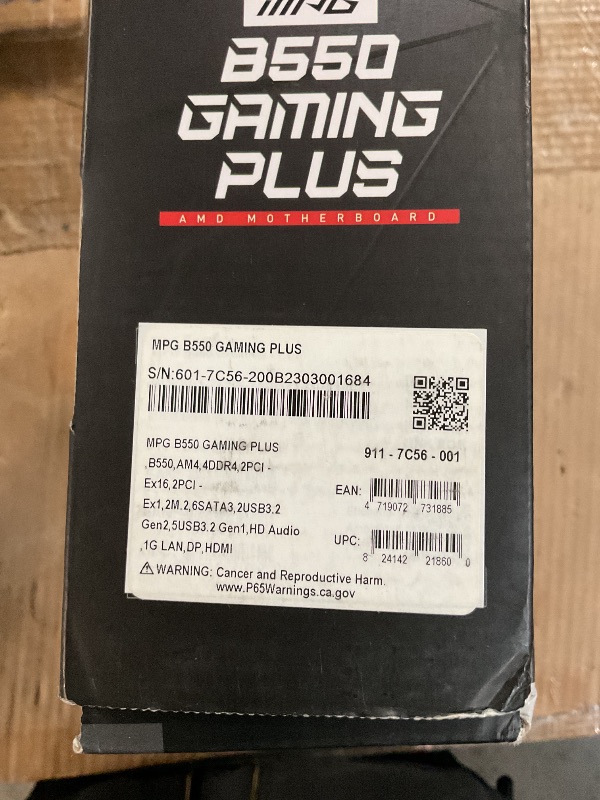 MPG
B550
GAMING
PLUS
AMD MOTHERBOARD
MPG B550 GAMING PLUS
S/N:601-7C56-200B2303001684
MPG B550 GAMING PLUS
,B550,AM4,4DDR4,2PCI -
Ex16,2PCI -
Ex1,2M.2,6SATA3,2USB3.2
Gen2,5USB3.2 Gen1,HD Audio
,1G LAN,DP,HDMI
911 - 7C56 - 001
EAN:
4 719072 731885
UPC:
8 24142 21860 0
⚠WARNING: Cancer and Reproductive Harm.
www.P65Warnings.ca.gov